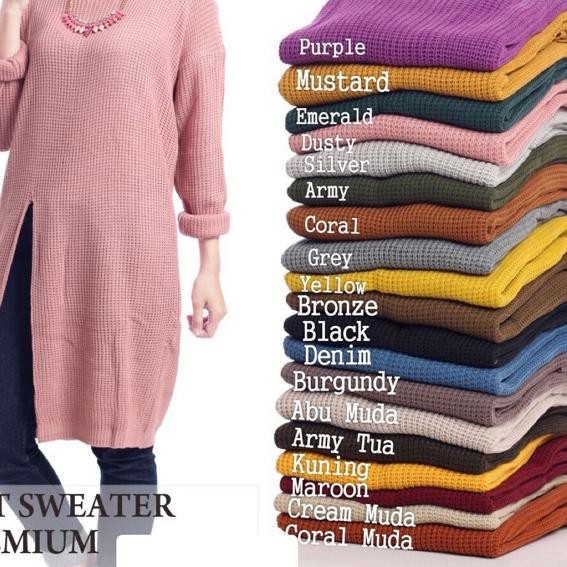 Purple
Mustard
Emerald
Dusty
Silver
Army
Coral
Grey
Yellow
Bronze
Black
Denim
Burgundy
Abu Muda
Army Tua
Kuning
Maroon
Cream Muda
Coral Muda
T SWEATER
EMIUM